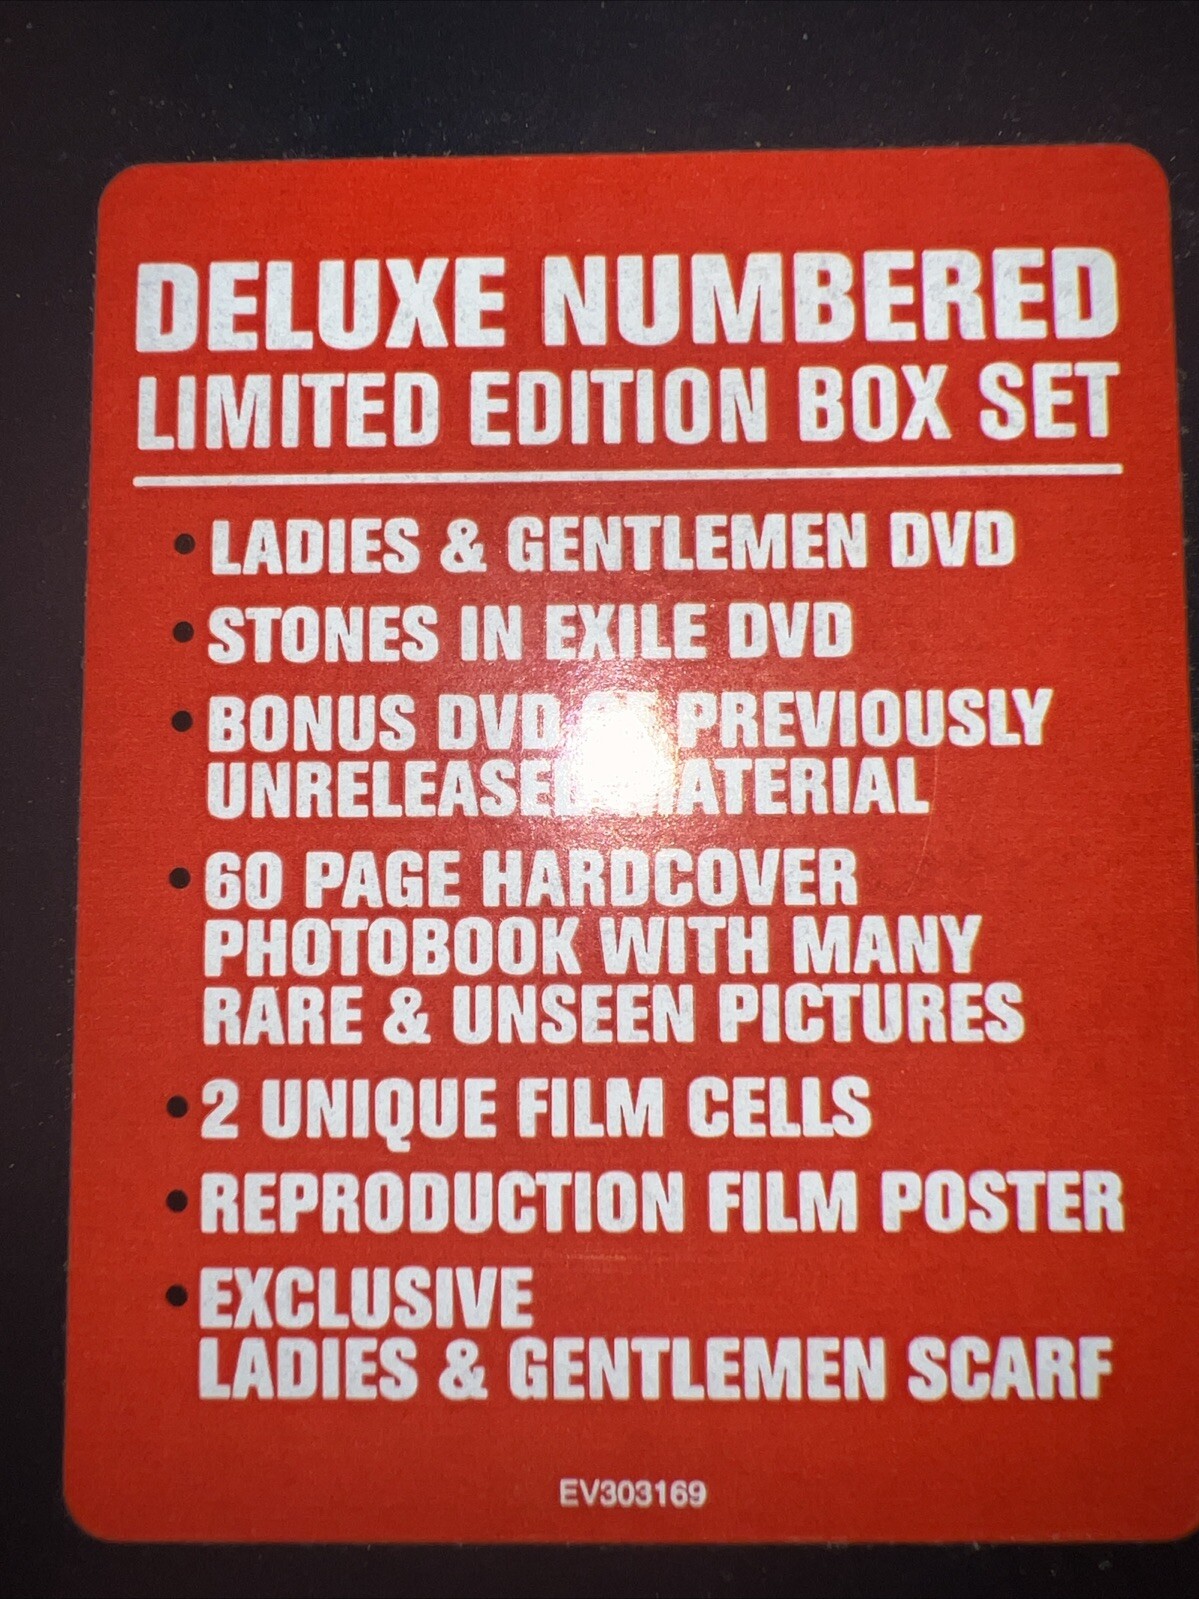 DELUXE NUMBERED
LIMITED EDITION BOX SET
• LADIES & GENTLEMEN DVD
• STONES IN EXILE DVD
• BONUS DVD OF PREVIOUSLY
UNRELEASED MATERIAL
• 60 PAGE HARDCOVER
PHOTOBOOK WITH MANY
RARE & UNSEEN PICTURES
• 2 UNIQUE FILM CELLS
• REPRODUCTION FILM POSTER
• EXCLUSIVE
LADIES & GENTLEMEN SCARF
EV303169